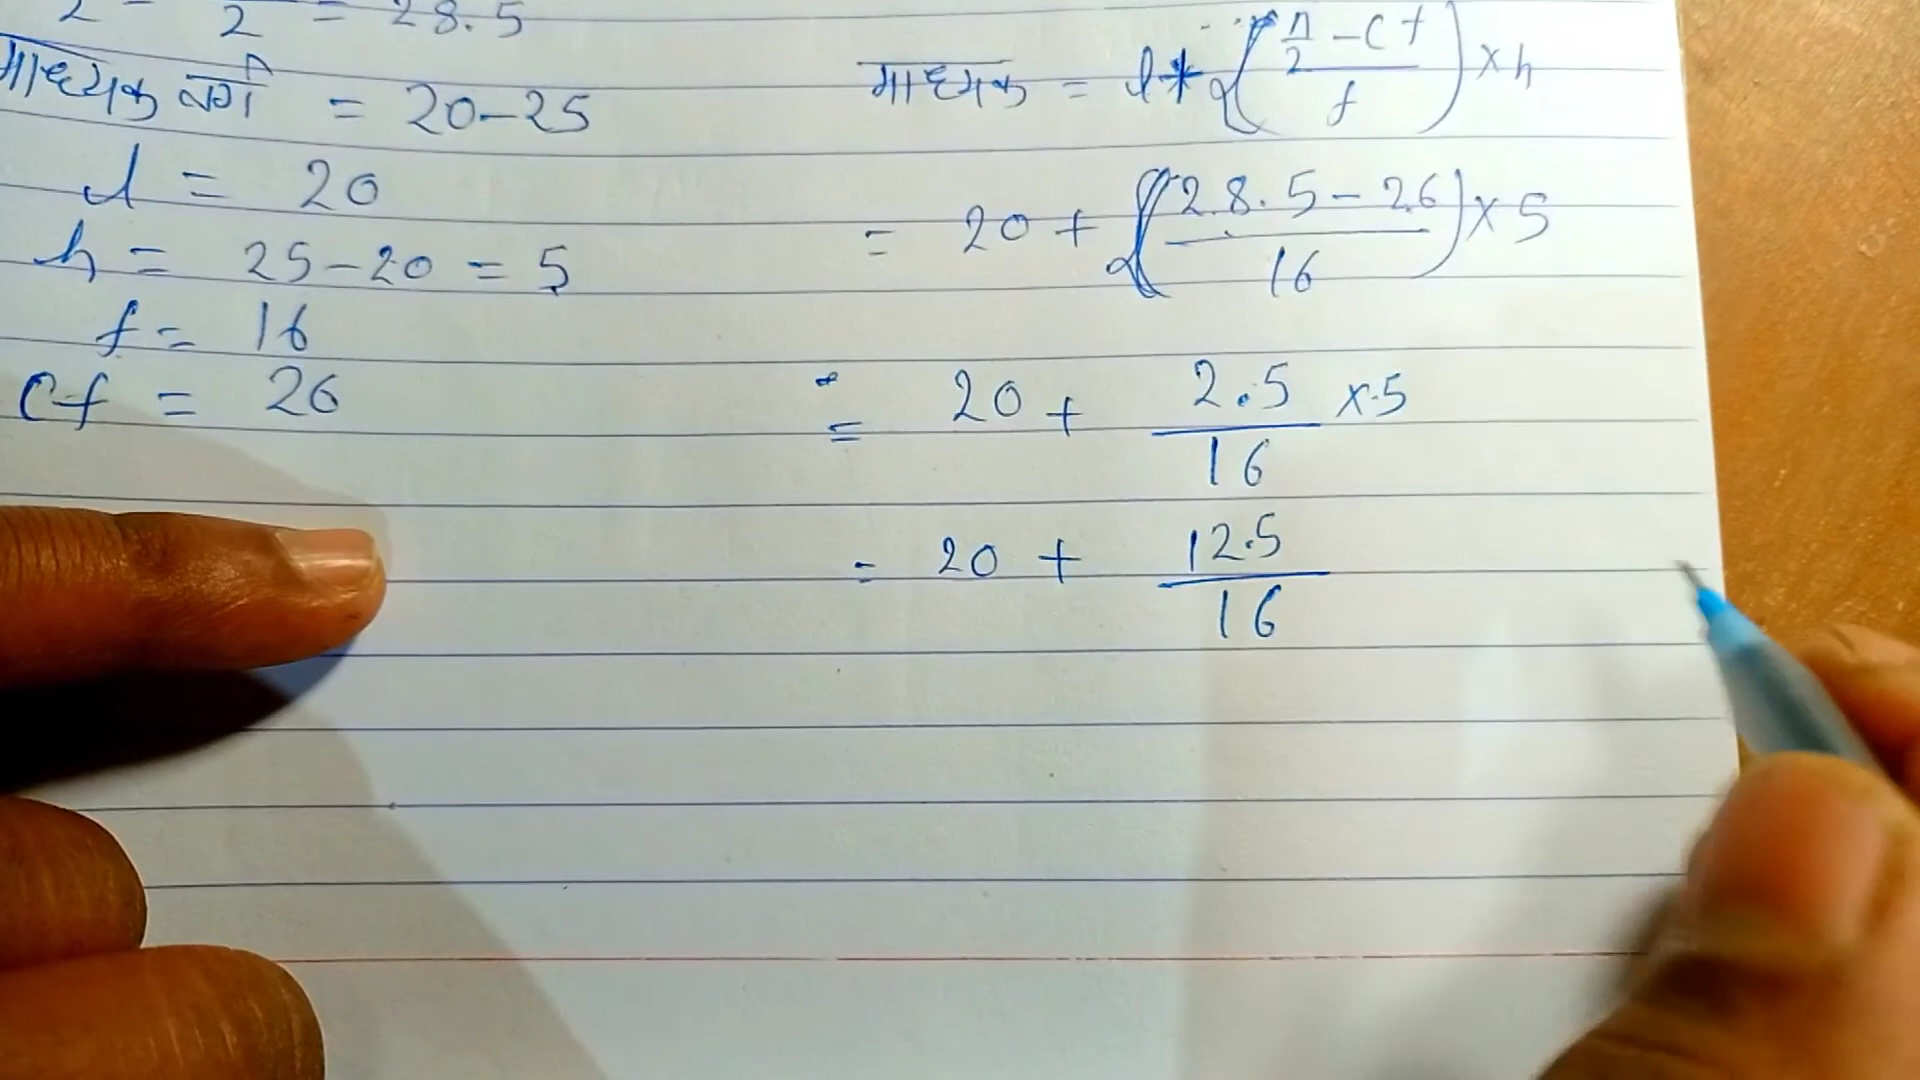 2 = 28.5
माध्यक वर्ग = 20-25
l = 20
h = 25-20 = 5
f = 16
cf = 26
माध्यक = l+((n/2 - cf)/f) × h
= 20 + ((28.5 - 26)/16) × 5
= 20 + 2.5/16 × 5
= 20 + 12.5/16